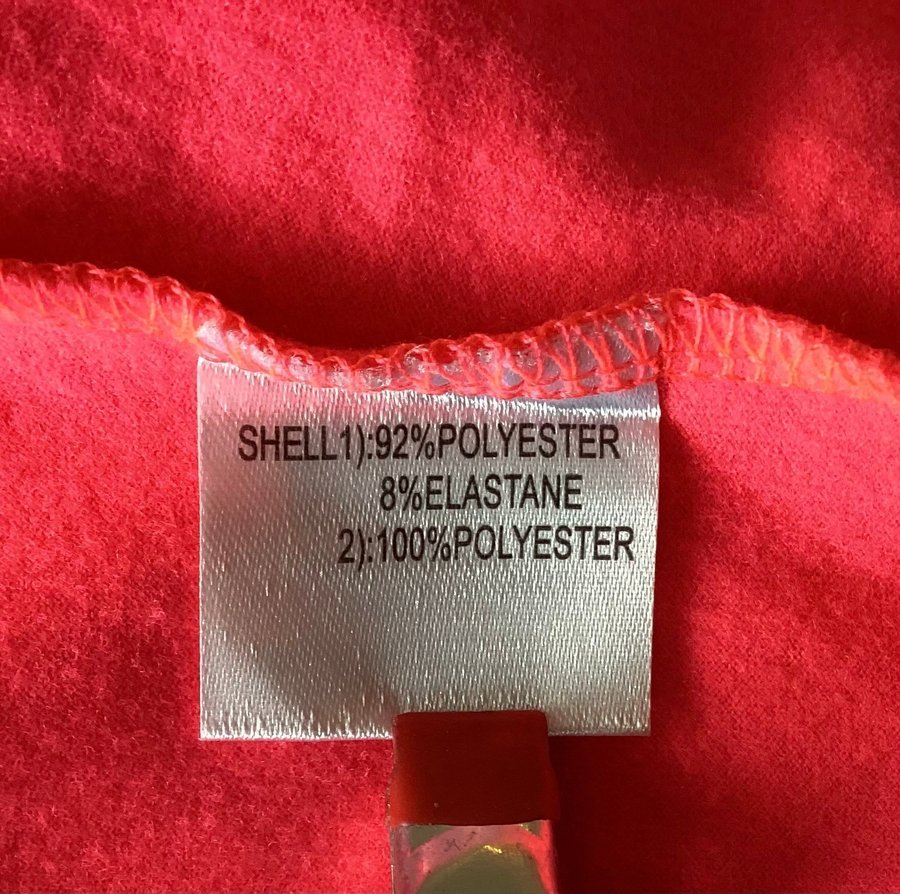 SHELL1):92%POLYESTER
8%ELASTANE
2):100%POLYESTER